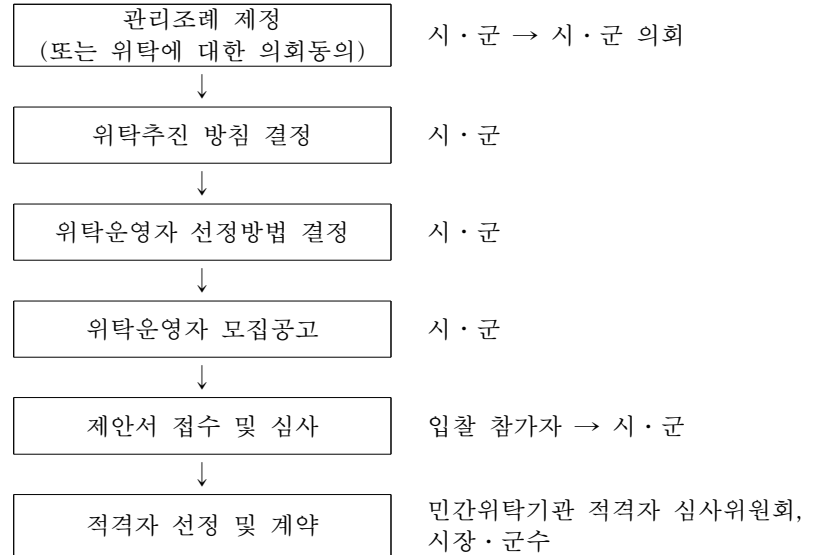 관리조례 제정
(또는 위탁에 대한 의회동의)
시・군 → 시・군 의회
↓
위탁추진 방침 결정
시・군
↓
위탁운영자 선정방법 결정
시・군
↓
위탁운영자 모집공고
시・군
↓
제안서 접수 및 심사
입찰 참가자 → 시・군
↓
적격자 선정 및 계약
민간위탁기관 적격자 심사위원회,
시장・군수